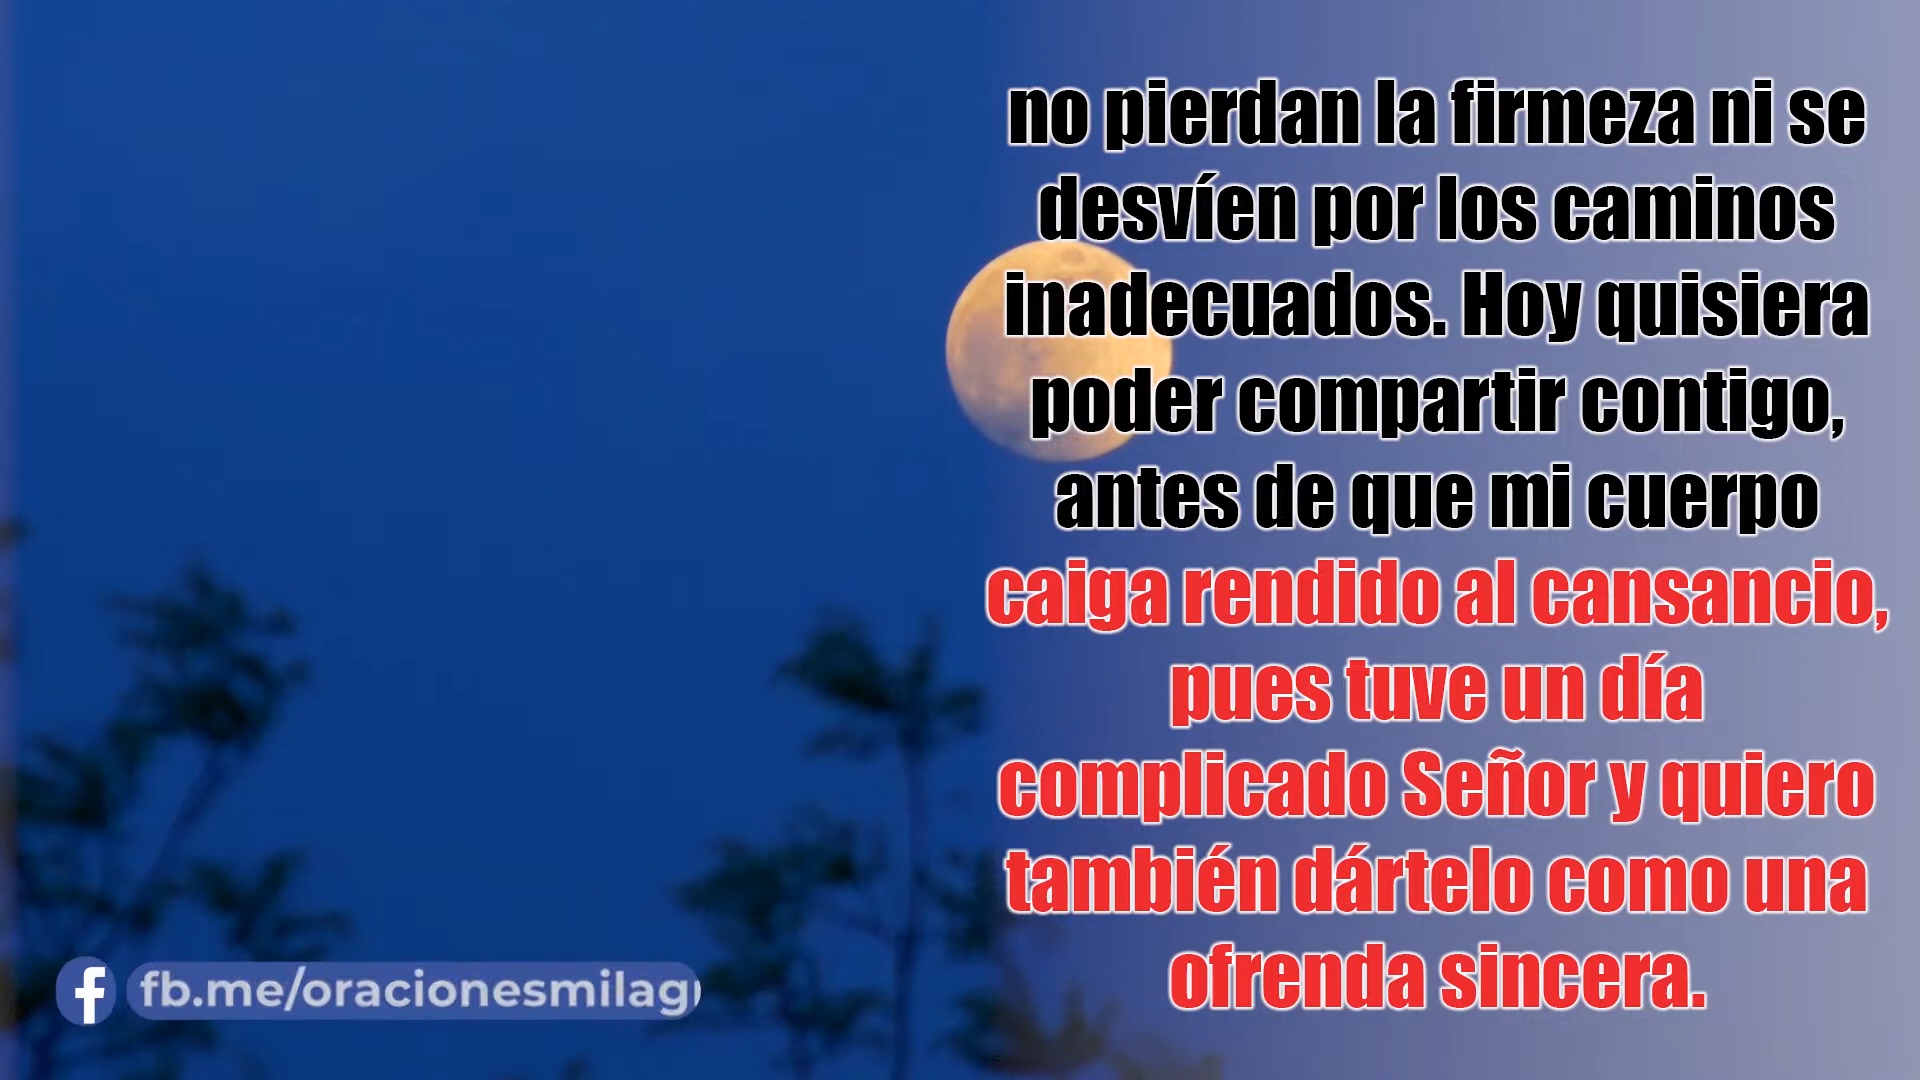 no pierdan la firmeza ni se
desvíen por los caminos
inadecuados. Hoy quisiera
poder compartir contigo,
antes de que mi cuerpo
caiga rendido al cansancio,
pues tuve un día
complicado Señor y quiero
también dártelo como una
ofrenda sincera.
fb.me/oracionesmilag